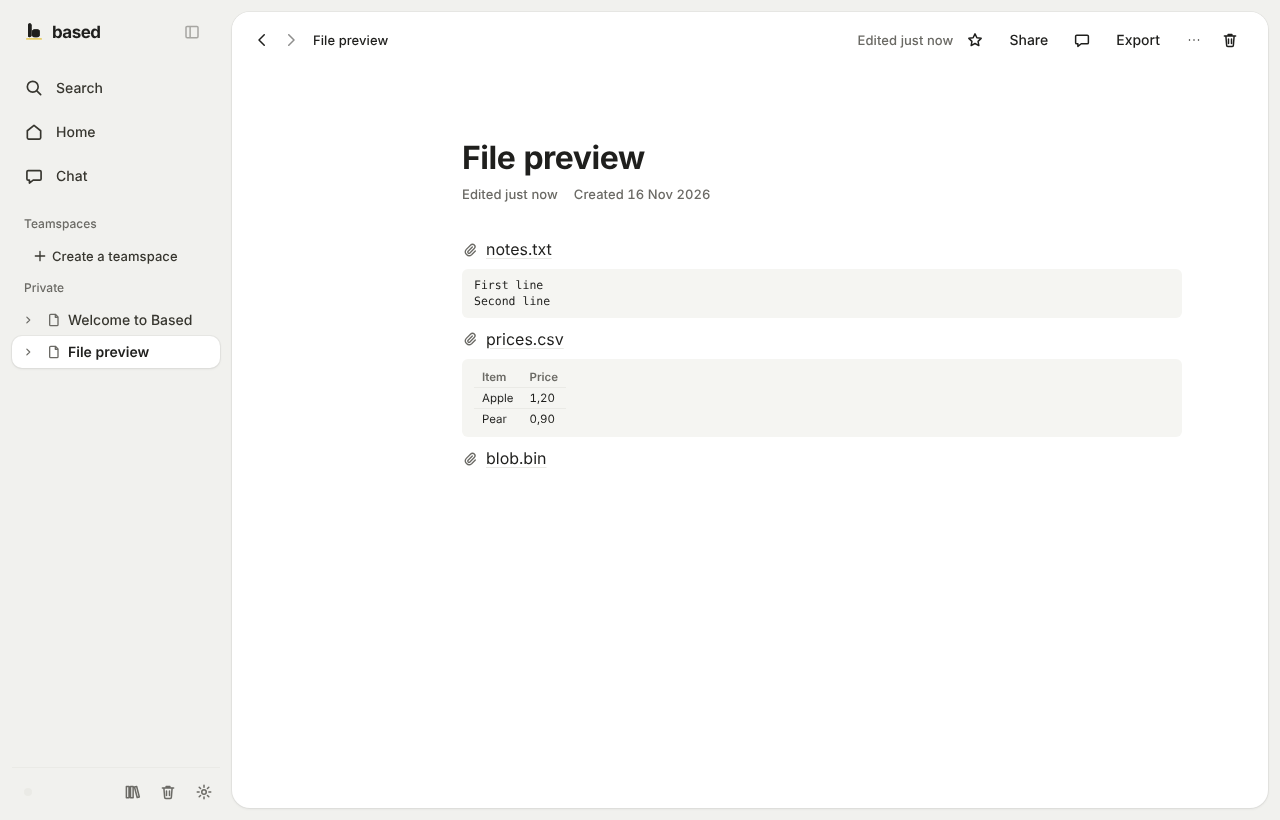 based
Search
Home
Chat
Teamspaces
Create a teamspace
Private
Welcome to Based
File preview
File preview
Edited just now
Share
Export
File preview
Edited just now Created 16 Nov 2026
notes.txt
First line
Second line
prices.csv
Item Price
Apple 1,20
Pear 0,90
blob.bin